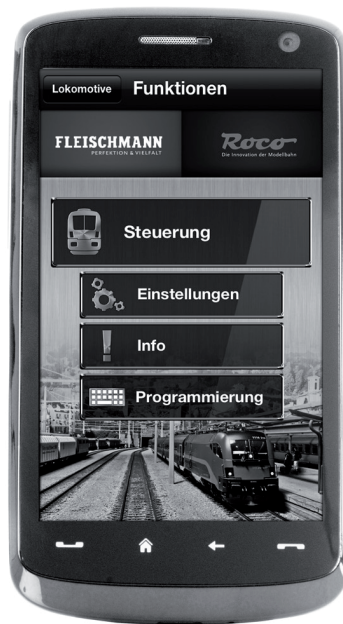 Lokomotive
Funktionen
FLEISCHMANN
PERFEKTION & VIELFALT
Roco
Die Innovation der Modellbahn
Steuerung
Einstellungen
Info
Programmierung